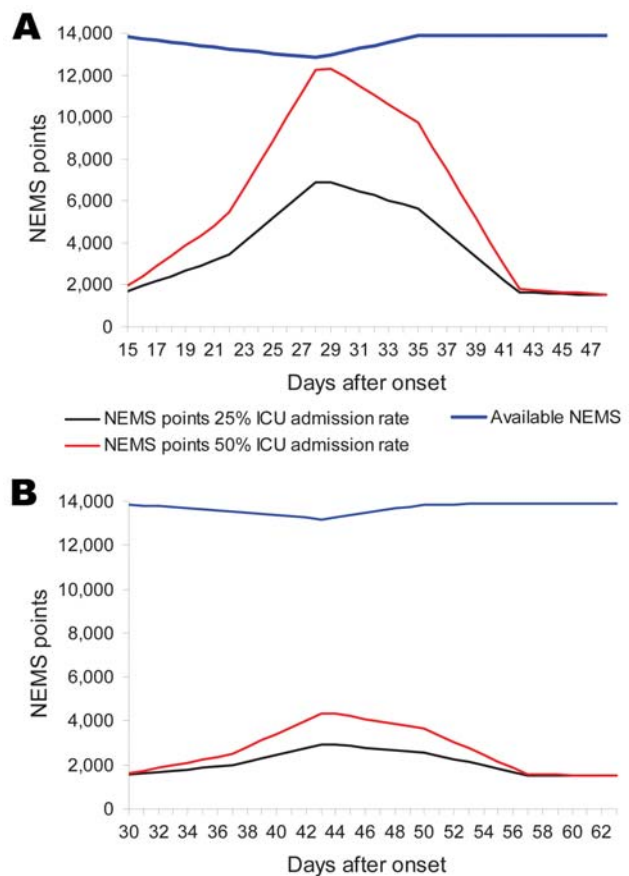 A
14,000
12,000
10,000
8,000
6,000
4,000
2,000
0
NEMS points
15 17 19 21 23 25 27 29 31 33 35 37 39 41 43 45 47
Days after onset
NEMS points 25% ICU admission rate Available NEMS
NEMS points 50% ICU admission rate
B
14,000
12,000
10,000
8,000
6,000
4,000
2,000
0
NEMS points
30 32 34 36 38 40 42 44 46 48 50 52 54 56 58 60 62
Days after onset